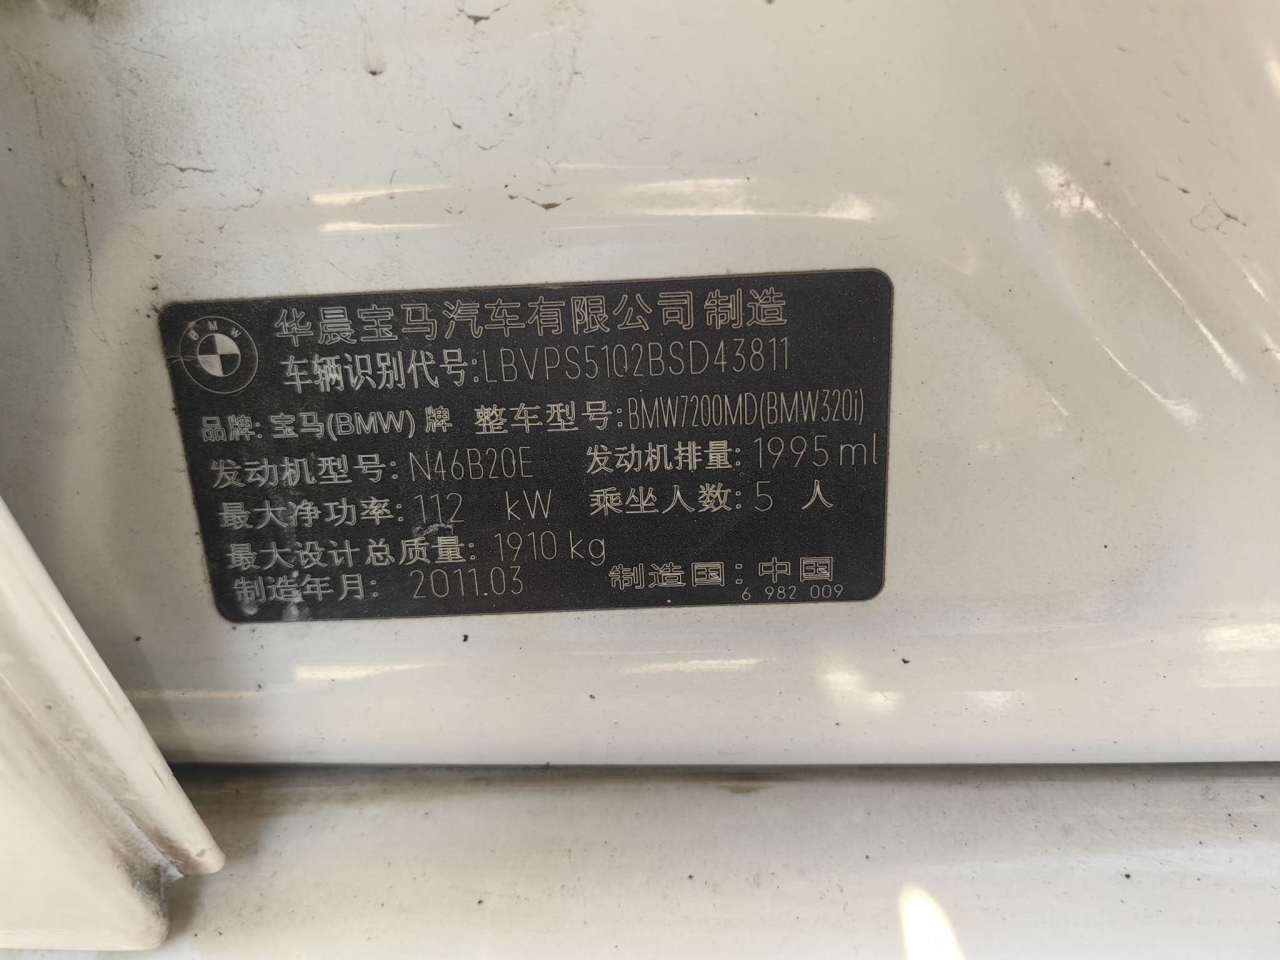 BMW
华晨宝马汽车有限公司制造
车辆识别代号:LBVPS5102BSD43811
品牌: 宝马(BMW) 牌 整车型号:BMW7200MD(BMW320i)
发动机型号: N46B20E 发动机排量: 1995 ml
最大净功率: 112 kW 乘坐人数: 5 人
最大设计总质量: 1910 kg
制造年月: 2011.03 制造国: 中国
6 982 009